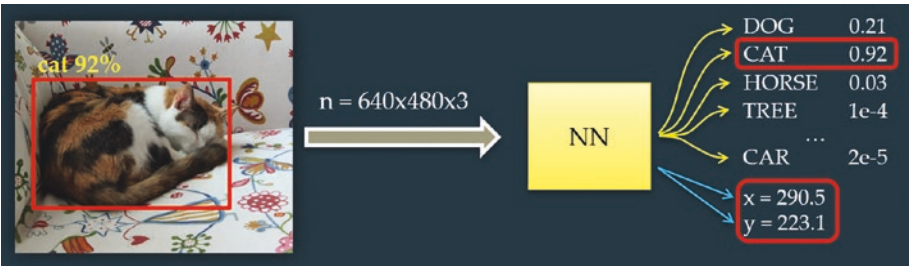 cat 92%
n = 640x480x3
NN
DOG 0.21
CAT 0.92
HORSE 0.03
TREE 1e-4
...
CAR 2e-5
x = 290.5
y = 223.1